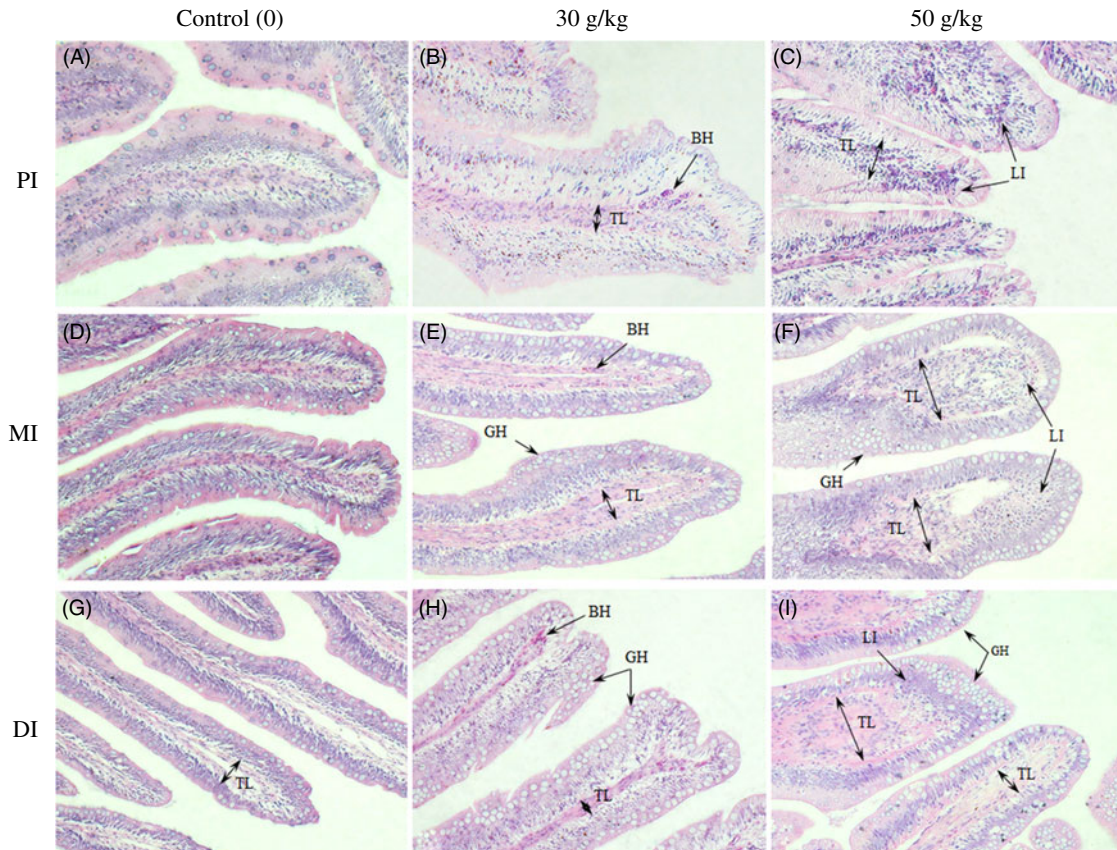 Control (0) 30 g/kg 50 g/kg
PI
(A) (B) (C)
BH
TL
TL
LI
MI
(D) (E) (F)
BH
GH
TL
TL
LI
GH
TL
DI
(G) (H) (I)
BH
GH
LI
GH
TL
TL
TL
TL